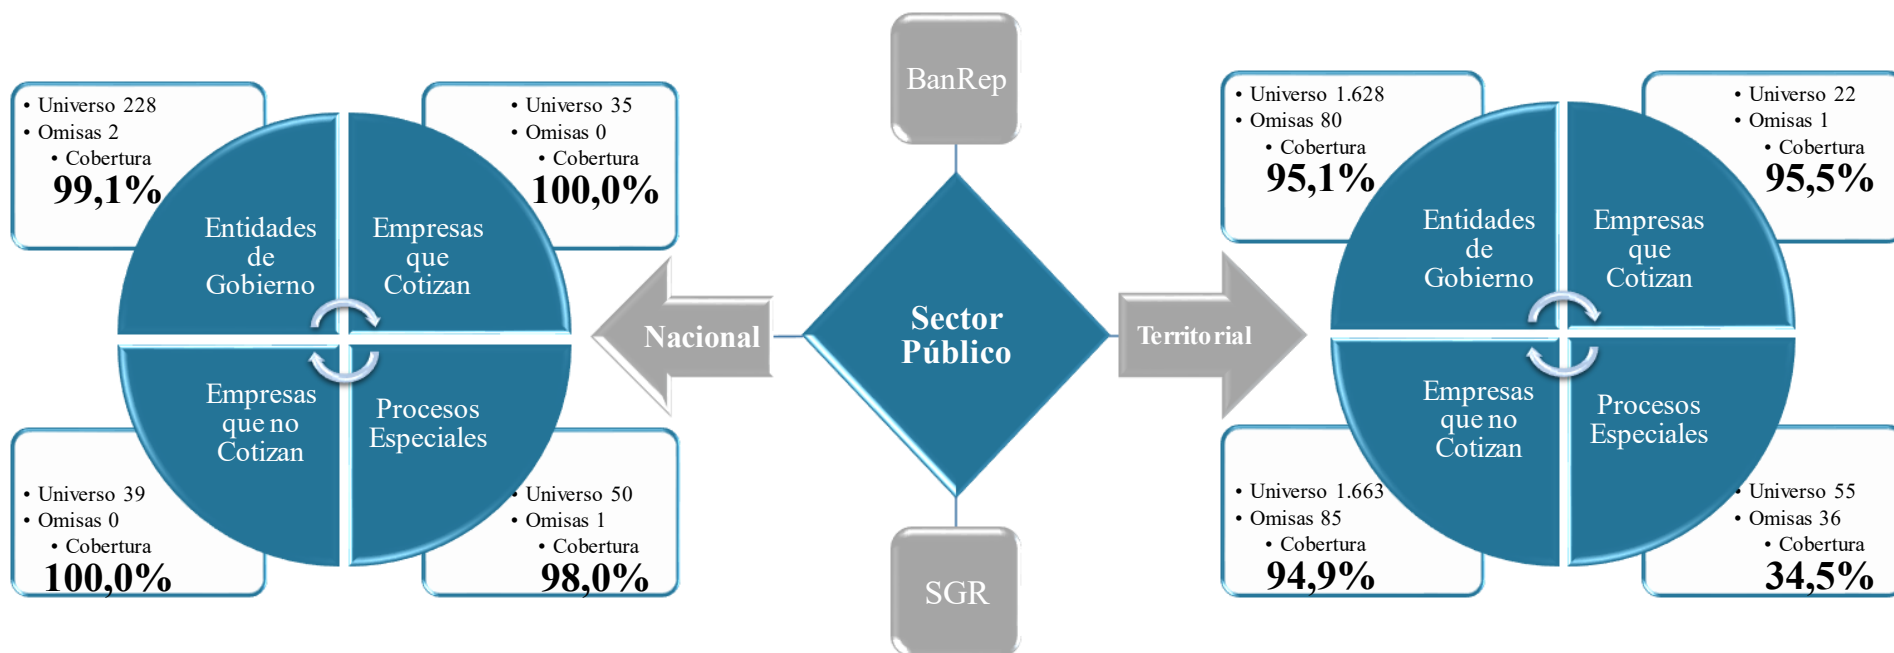 • Universo 228
• Omisas 2
• Cobertura
99,1%
• Universo 35
• Omisas 0
• Cobertura
100,0%
Entidades
de
Gobierno
Empresas
que
Cotizan
Empresas
que no
Cotizan
Procesos
Especiales
• Universo 39
• Omisas 0
• Cobertura
100,0%
• Universo 50
• Omisas 1
• Cobertura
98,0%
Nacional
BanRep
Sector
Público
SGR
Territorial
• Universo 1.628
• Omisas 80
• Cobertura
95,1%
• Universo 22
• Omisas 1
• Cobertura
95,5%
Entidades
de
Gobierno
Empresas
que
Cotizan
Empresas
que no
Cotizan
Procesos
Especiales
• Universo 1.663
• Omisas 85
• Cobertura
94,9%
• Universo 55
• Omisas 36
• Cobertura
34,5%